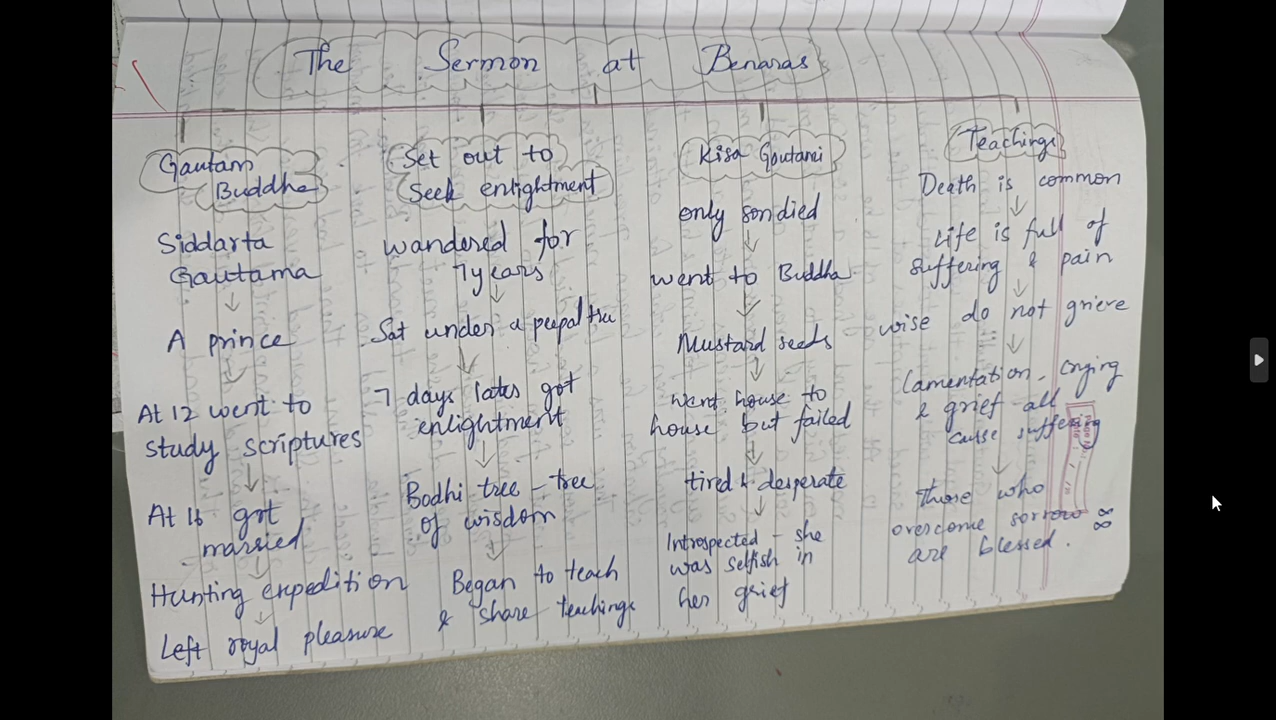 The Sermon at Benaras
Gautam
Buddha
Siddarta
Gautama
A prince
At 12 went to
study scriptures
At 16 got
married
Hunting expedition
Left royal pleasure
Set out to
Seek enlightment
wandered for
7 years
Sat under a peepal tree
7 days later got
enlightment
Bodhi tree – tree
of wisdom
Began to teach
& share teachings
Kisa Goutami
only son died
went to Buddha
Mustard seeds
went house to
house but failed
tired & desperate
Introspected – she
was selfish in
her grief
Teachings
Death is common
Life is full of
suffering & pain
wise do not grieve
lamentation, crying
& grief all
cause suffering
those who
overcome sorrow
are blessed.